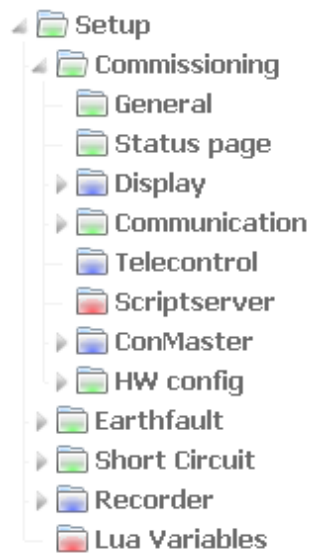 Setup
Commissioning
General
Status page
Display
Communication
Telecontrol
Scriptserver
ConMaster
HW config
Earthfault
Short Circuit
Recorder
Lua Variables